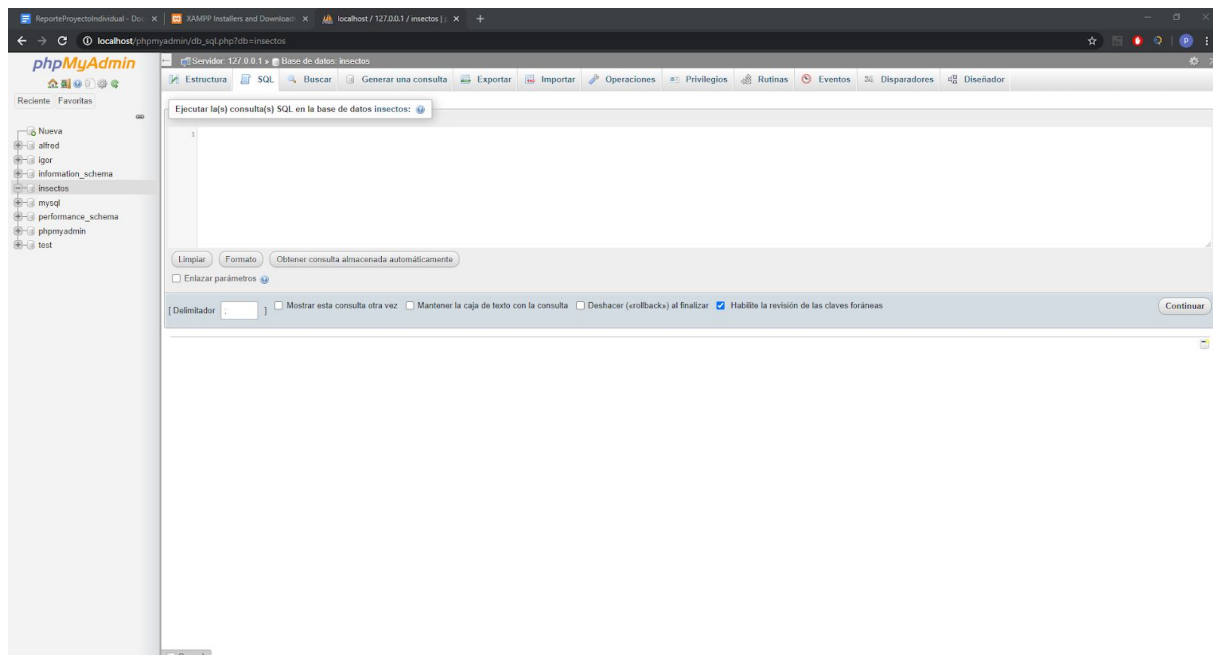 ReporteProyectoIndividual - Doc
XAMPP Installers and Download
localhost / 127.0.0.1 / insectos |
localhost/phpmyadmin/db_sql.php?db=insectos
P
phpMyAdmin
Reciente Favoritas
Nueva
alfred
igor
information_schema
insectos
mysql
performance_schema
phpmyadmin
test
Servidor: 127.0.0.1 » Base de datos: insectos
Estructura SQL Buscar Generar una consulta Exportar Importar Operaciones Privilegios Rutinas Eventos Disparadores Diseñador
Ejecutar la(s) consulta(s) SQL en la base de datos insectos:
1
Limpiar Formato Obtener consulta almacenada automáticamente
Enlazar parámetros
[ Delimitador ; ] Mostrar esta consulta otra vez Mantener la caja de texto con la consulta Deshacer («rollback») al finalizar Habilite la revisión de las claves foráneas Continuar